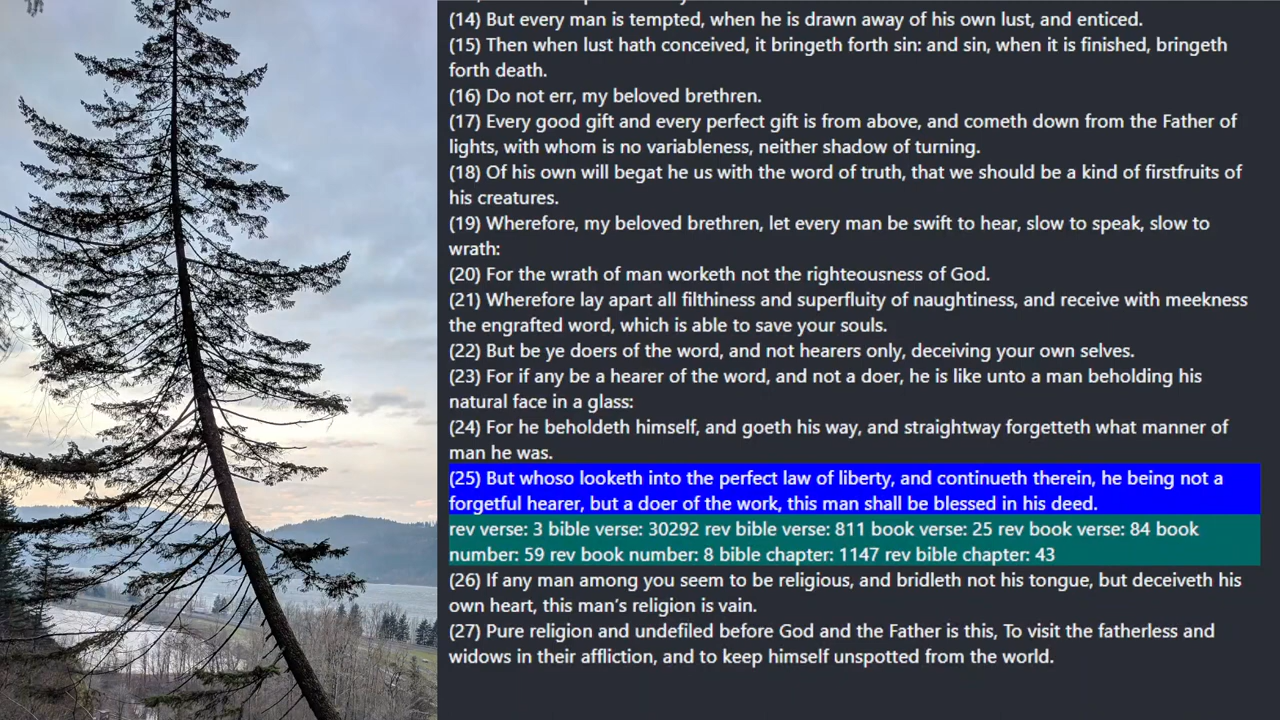 (14) But every man is tempted, when he is drawn away of his own lust, and enticed.
(15) Then when lust hath conceived, it bringeth forth sin: and sin, when it is finished, bringeth
forth death.
(16) Do not err, my beloved brethren.
(17) Every good gift and every perfect gift is from above, and cometh down from the Father of
lights, with whom is no variableness, neither shadow of turning.
(18) Of his own will begat he us with the word of truth, that we should be a kind of firstfruits of
his creatures.
(19) Wherefore, my beloved brethren, let every man be swift to hear, slow to speak, slow to
wrath:
(20) For the wrath of man worketh not the righteousness of God.
(21) Wherefore lay apart all filthiness and superfluity of naughtiness, and receive with meekness
the engrafted word, which is able to save your souls.
(22) But be ye doers of the word, and not hearers only, deceiving your own selves.
(23) For if any be a hearer of the word, and not a doer, he is like unto a man beholding his
natural face in a glass:
(24) For he beholdeth himself, and goeth his way, and straightway forgetteth what manner of
man he was.
(25) But whoso looketh into the perfect law of liberty, and continueth therein, he being not a
forgetful hearer, but a doer of the work, this man shall be blessed in his deed.
rev verse: 3 bible verse: 30292 rev bible verse: 811 book verse: 25 rev book verse: 84 book
number: 59 rev book number: 8 bible chapter: 1147 rev bible chapter: 43
(26) If any man among you seem to be religious, and bridleth not his tongue, but deceiveth his
own heart, this man's religion is vain.
(27) Pure religion and undefiled before God and the Father is this, To visit the fatherless and
widows in their affliction, and to keep himself unspotted from the world.